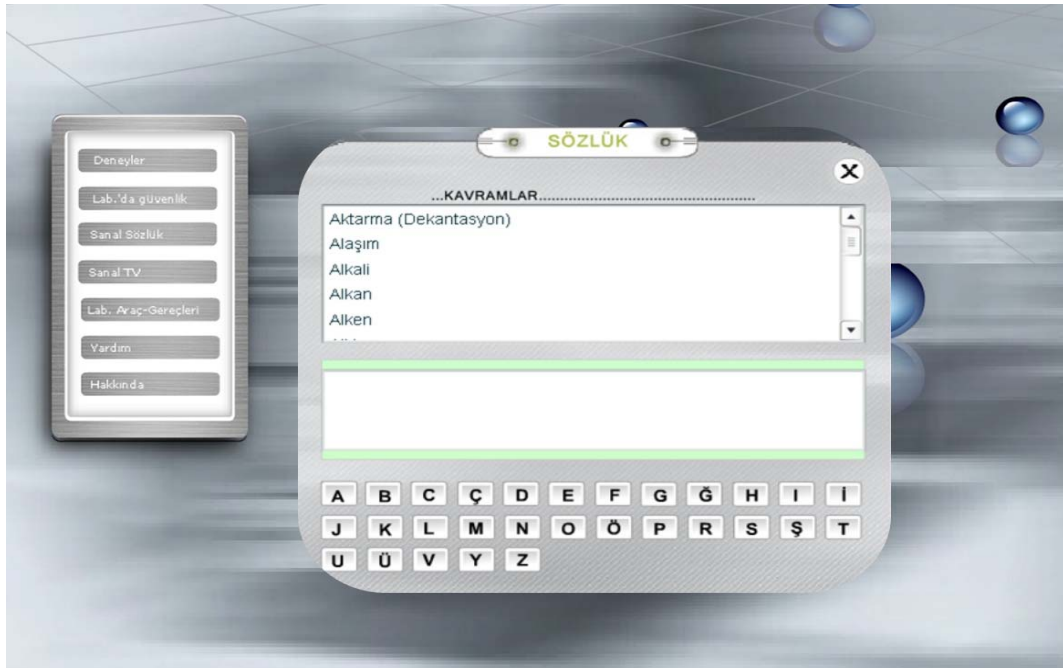 Deneyler
Lab.'da güvenlik
Sanal Sözlük
Sanal TV
Lab. Araç-Gereçleri
Yardım
Hakkında
SÖZLÜK
X
...KAVRAMLAR......................................................
Aktarma (Dekantasyon)
Alaşım
Alkali
Alkan
Alken
A B C Ç D E F G Ğ H I İ
J K L M N O Ö P R S Ş T
U Ü V Y Z